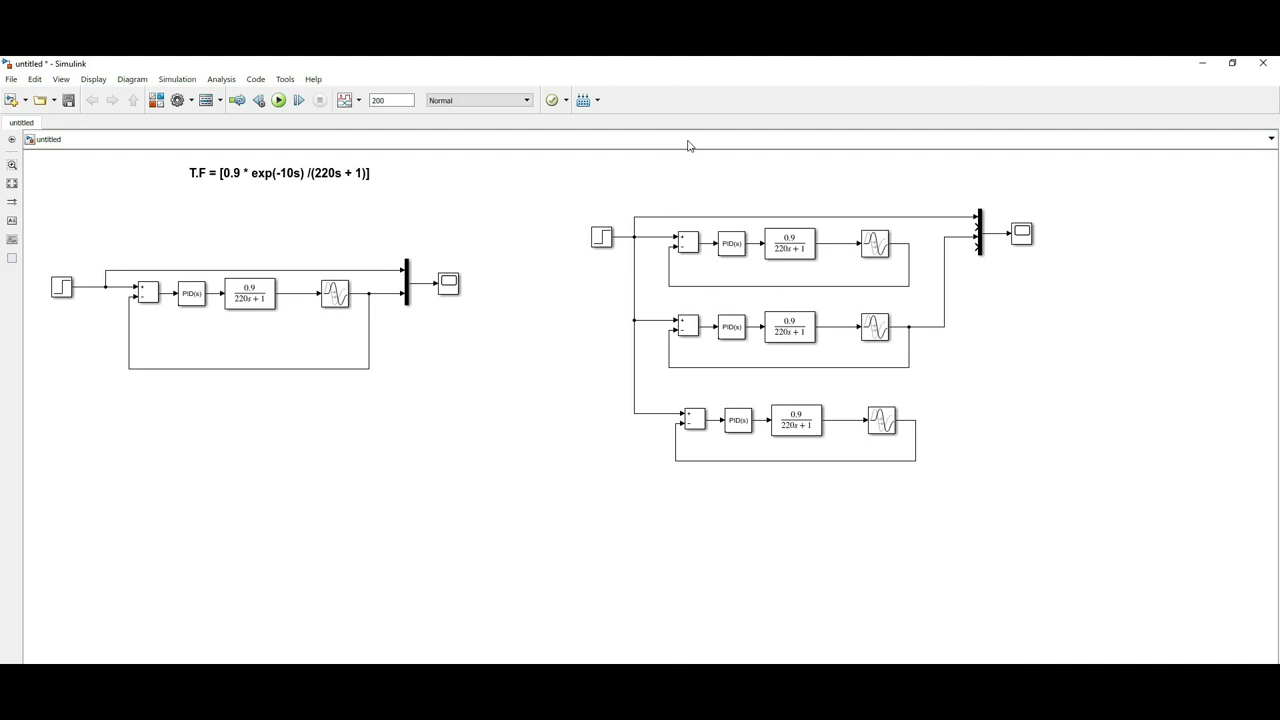 untitled * - Simulink
File Edit View Display Diagram Simulation Analysis Code Tools Help
200 Normal
untitled
untitled
T.F = [0.9 * exp(-10s) /(220s + 1)]
+
−
PID(s)
0.9
220s + 1
+
−
PID(s)
0.9
220s + 1
+
−
PID(s)
0.9
220s + 1
+
−
PID(s)
0.9
220s + 1